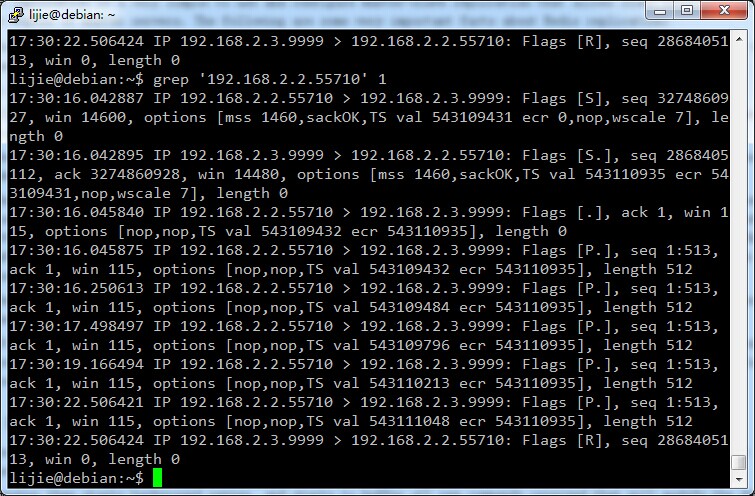 lijie@debian: ~
17:30:22.506424 IP 192.168.2.3.9999 > 192.168.2.2.55710: Flags [R], seq 28684051
13, win 0, length 0
lijie@debian:~$ grep '192.168.2.2.55710' 1
17:30:16.042887 IP 192.168.2.2.55710 > 192.168.2.3.9999: Flags [S], seq 32748609
27, win 14600, options [mss 1460,sackOK,TS val 543109431 ecr 0,nop,wscale 7], le
ngth 0
17:30:16.042895 IP 192.168.2.3.9999 > 192.168.2.2.55710: Flags [S.], seq 2868405
112, ack 3274860928, win 14480, options [mss 1460,sackOK,TS val 543110935 ecr 54
3109431,nop,wscale 7], length 0
17:30:16.045840 IP 192.168.2.2.55710 > 192.168.2.3.9999: Flags [.], ack 1, win 1
15, options [nop,nop,TS val 543109432 ecr 543110935], length 0
17:30:16.045875 IP 192.168.2.2.55710 > 192.168.2.3.9999: Flags [P.], seq 1:513,
ack 1, win 115, options [nop,nop,TS val 543109432 ecr 543110935], length 512
17:30:16.250613 IP 192.168.2.2.55710 > 192.168.2.3.9999: Flags [P.], seq 1:513,
ack 1, win 115, options [nop,nop,TS val 543109484 ecr 543110935], length 512
17:30:17.498497 IP 192.168.2.2.55710 > 192.168.2.3.9999: Flags [P.], seq 1:513,
ack 1, win 115, options [nop,nop,TS val 543109796 ecr 543110935], length 512
17:30:19.166494 IP 192.168.2.2.55710 > 192.168.2.3.9999: Flags [P.], seq 1:513,
ack 1, win 115, options [nop,nop,TS val 543110213 ecr 543110935], length 512
17:30:22.506421 IP 192.168.2.2.55710 > 192.168.2.3.9999: Flags [P.], seq 1:513,
ack 1, win 115, options [nop,nop,TS val 543111048 ecr 543110935], length 512
17:30:22.506424 IP 192.168.2.3.9999 > 192.168.2.2.55710: Flags [R], seq 28684051
13, win 0, length 0
lijie@debian:~$